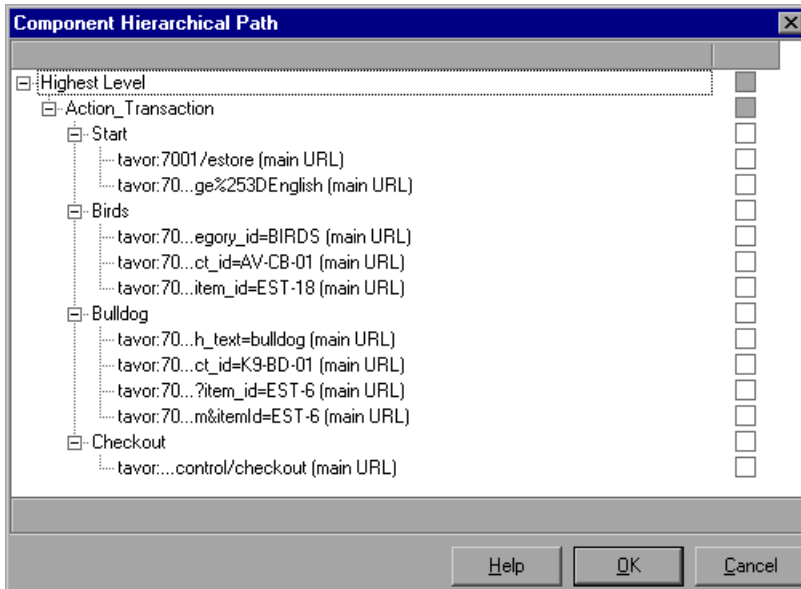 Component Hierarchical Path
Highest Level
Action_Transaction
Start
tavor:7001/estore (main URL)
tavor:70...ge%253DEnglish (main URL)
Birds
tavor:70...egory_id=BIRDS (main URL)
tavor:70...ct_id=AV-CB-01 (main URL)
tavor:70...item_id=EST-18 (main URL)
Bulldog
tavor:70...h_text=bulldog (main URL)
tavor:70...ct_id=K9-BD-01 (main URL)
tavor:70...?item_id=EST-6 (main URL)
tavor:70...m&itemId=EST-6 (main URL)
Checkout
tavor:...control/checkout (main URL)
Help OK Cancel